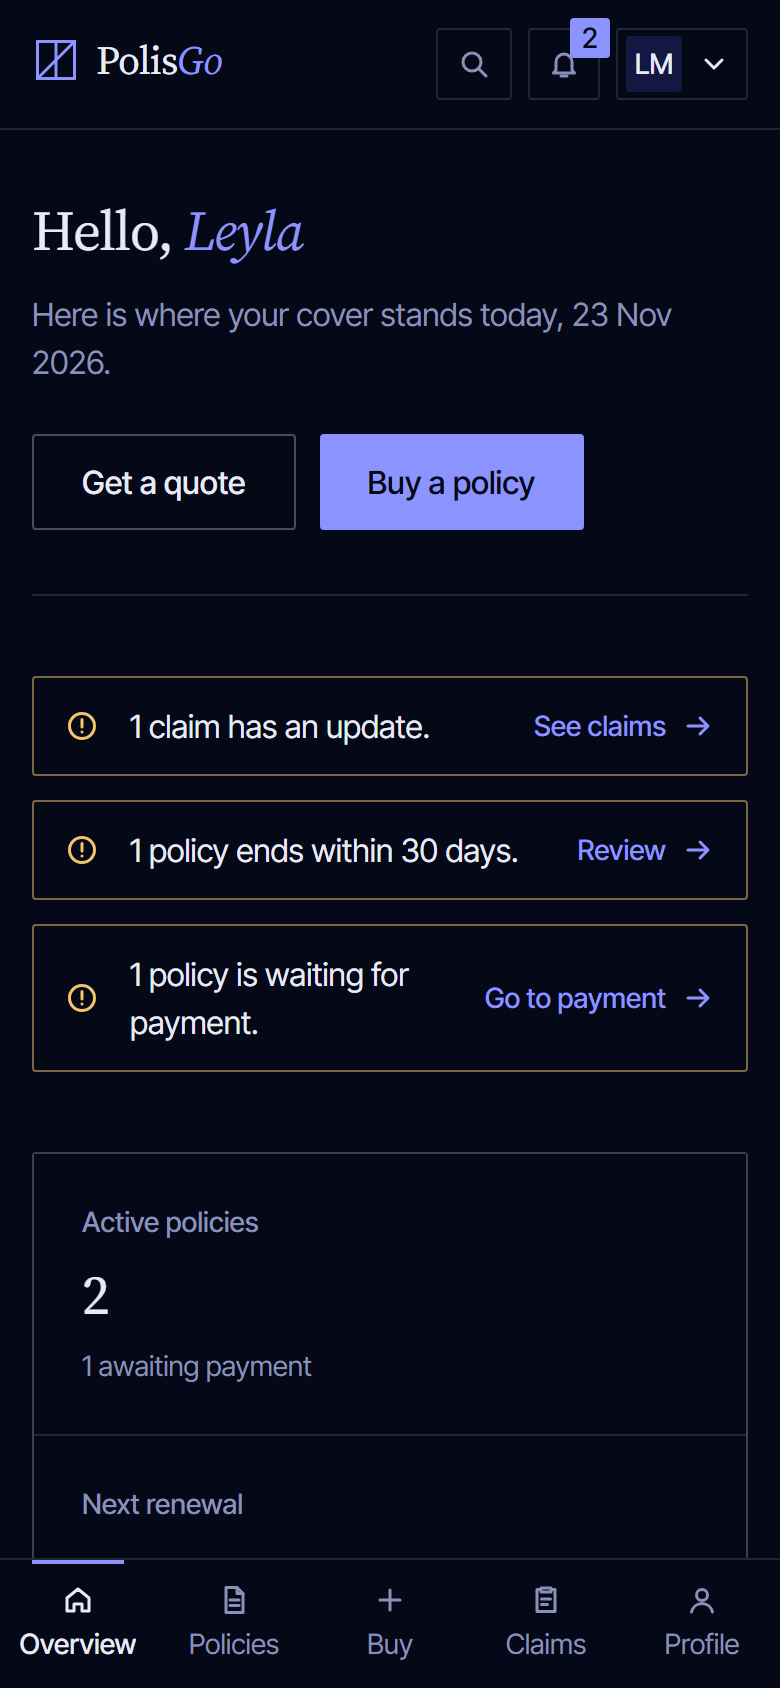 PolisGo
2
LM
Hello, Leyla
Here is where your cover stands today, 23 Nov
2026.
Get a quote
Buy a policy
1 claim has an update.
See claims
1 policy ends within 30 days.
Review
1 policy is waiting for
payment.
Go to payment
Active policies
2
1 awaiting payment
Next renewal
Overview
Policies
Buy
Claims
Profile